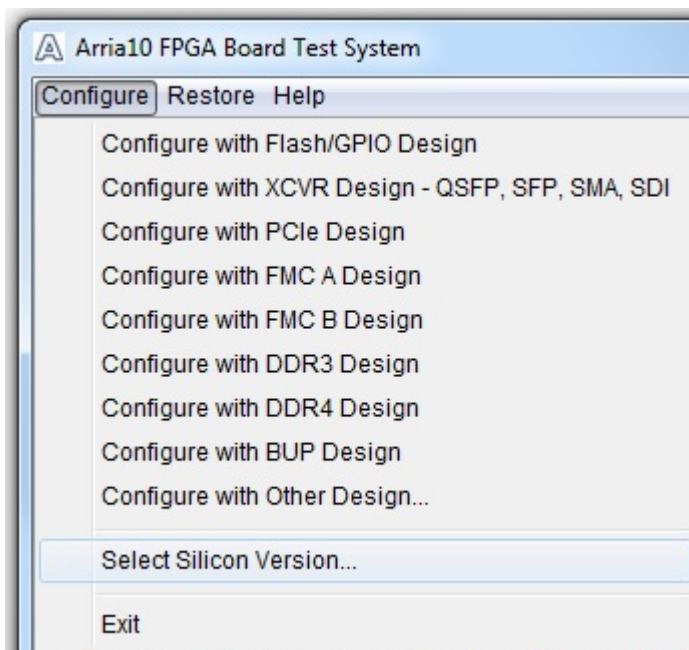 Arria10 FPGA Board Test System
Configure Restore Help
Configure with Flash/GPIO Design
Configure with XCVR Design - QSFP, SFP, SMA, SDI
Configure with PCIe Design
Configure with FMC A Design
Configure with FMC B Design
Configure with DDR3 Design
Configure with DDR4 Design
Configure with BUP Design
Configure with Other Design...
Select Silicon Version...
Exit